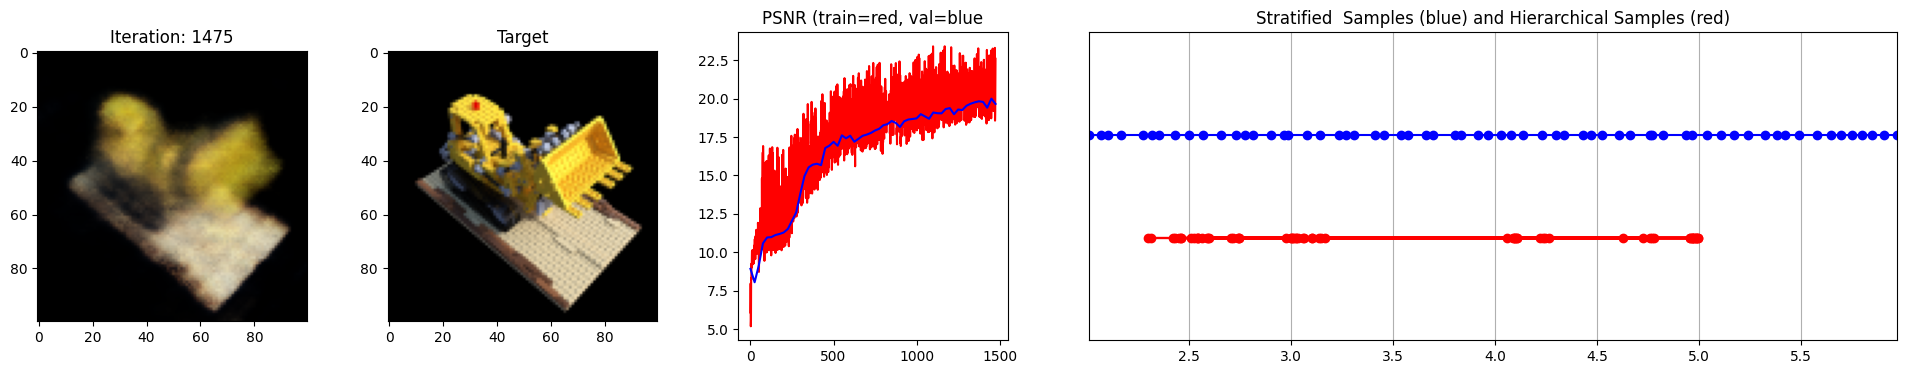 Iteration: 1475
0
20
40
60
80
0 20 40 60 80
Target
0
20
40
60
80
0 20 40 60 80
PSNR (train=red, val=blue
22.5
20.0
17.5
15.0
12.5
10.0
7.5
5.0
0 500 1000 1500
Stratified  Samples (blue) and Hierarchical Samples (red)
2.5 3.0 3.5 4.0 4.5 5.0 5.5